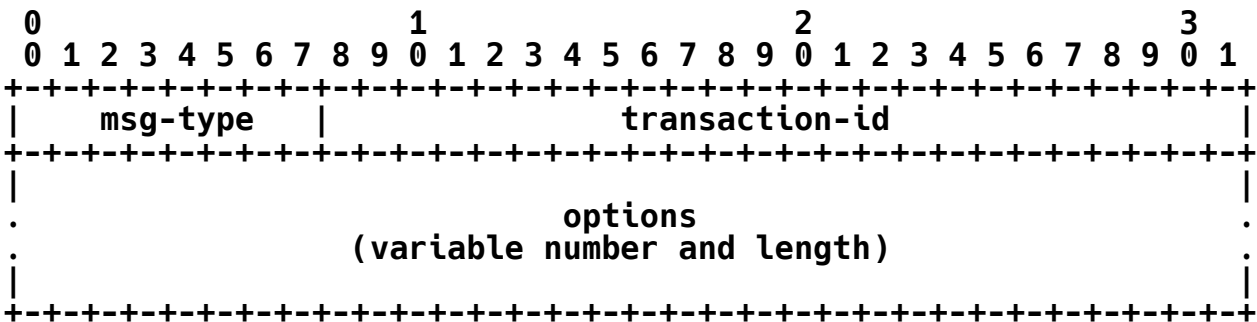 0                   1                   2                   3
 0 1 2 3 4 5 6 7 8 9 0 1 2 3 4 5 6 7 8 9 0 1 2 3 4 5 6 7 8 9 0 1
+-+-+-+-+-+-+-+-+-+-+-+-+-+-+-+-+-+-+-+-+-+-+-+-+-+-+-+-+-+-+-+-+
|    msg-type   |               transaction-id                  |
+-+-+-+-+-+-+-+-+-+-+-+-+-+-+-+-+-+-+-+-+-+-+-+-+-+-+-+-+-+-+-+-+
|                                                               |
.                            options                            .
.                 (variable number and length)                  .
|                                                               |
+-+-+-+-+-+-+-+-+-+-+-+-+-+-+-+-+-+-+-+-+-+-+-+-+-+-+-+-+-+-+-+-+